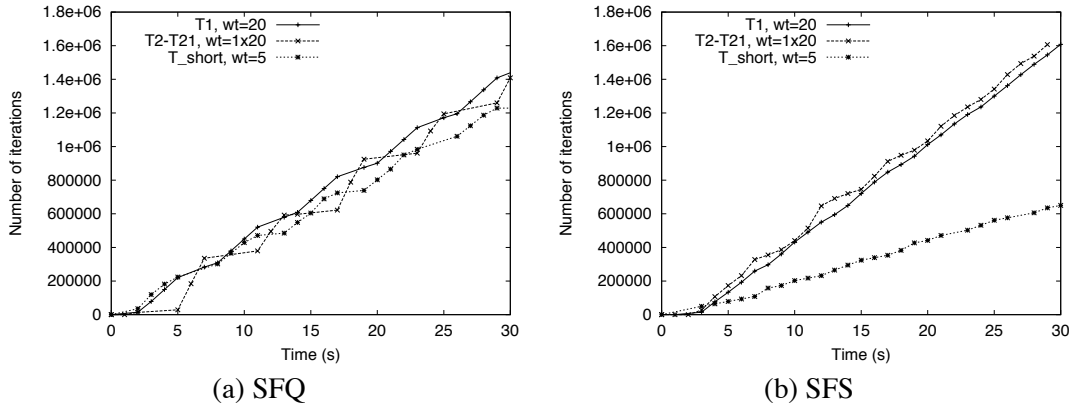 Number of iterations
1.8e+06
1.6e+06
1.4e+06
1.2e+06
1e+06
800000
600000
400000
200000
0
T1, wt=20
T2-T21, wt=1x20
T_short, wt=5
0 5 10 15 20 25 30
Time (s)
(a) SFQ
Number of iterations
1.8e+06
1.6e+06
1.4e+06
1.2e+06
1e+06
800000
600000
400000
200000
0
T1, wt=20
T2-T21, wt=1x20
T_short, wt=5
0 5 10 15 20 25 30
Time (s)
(b) SFS